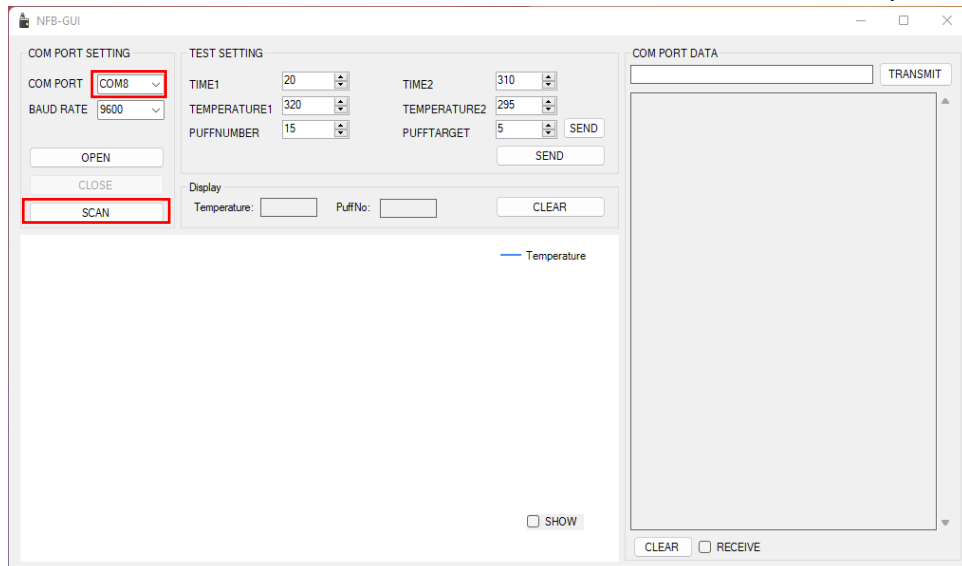 NFB-GUI
COM PORT SETTING
COM PORT COM8
BAUD RATE 9600
OPEN
CLOSE
SCAN
TEST SETTING
TIME1 20 TIME2 310
TEMPERATURE1 320 TEMPERATURE2 295
PUFFNUMBER 15 PUFFTARGET 5 SEND
SEND
Display
Temperature: PuffNo: CLEAR
Temperature
SHOW
COM PORT DATA
TRANSMIT
CLEAR RECEIVE